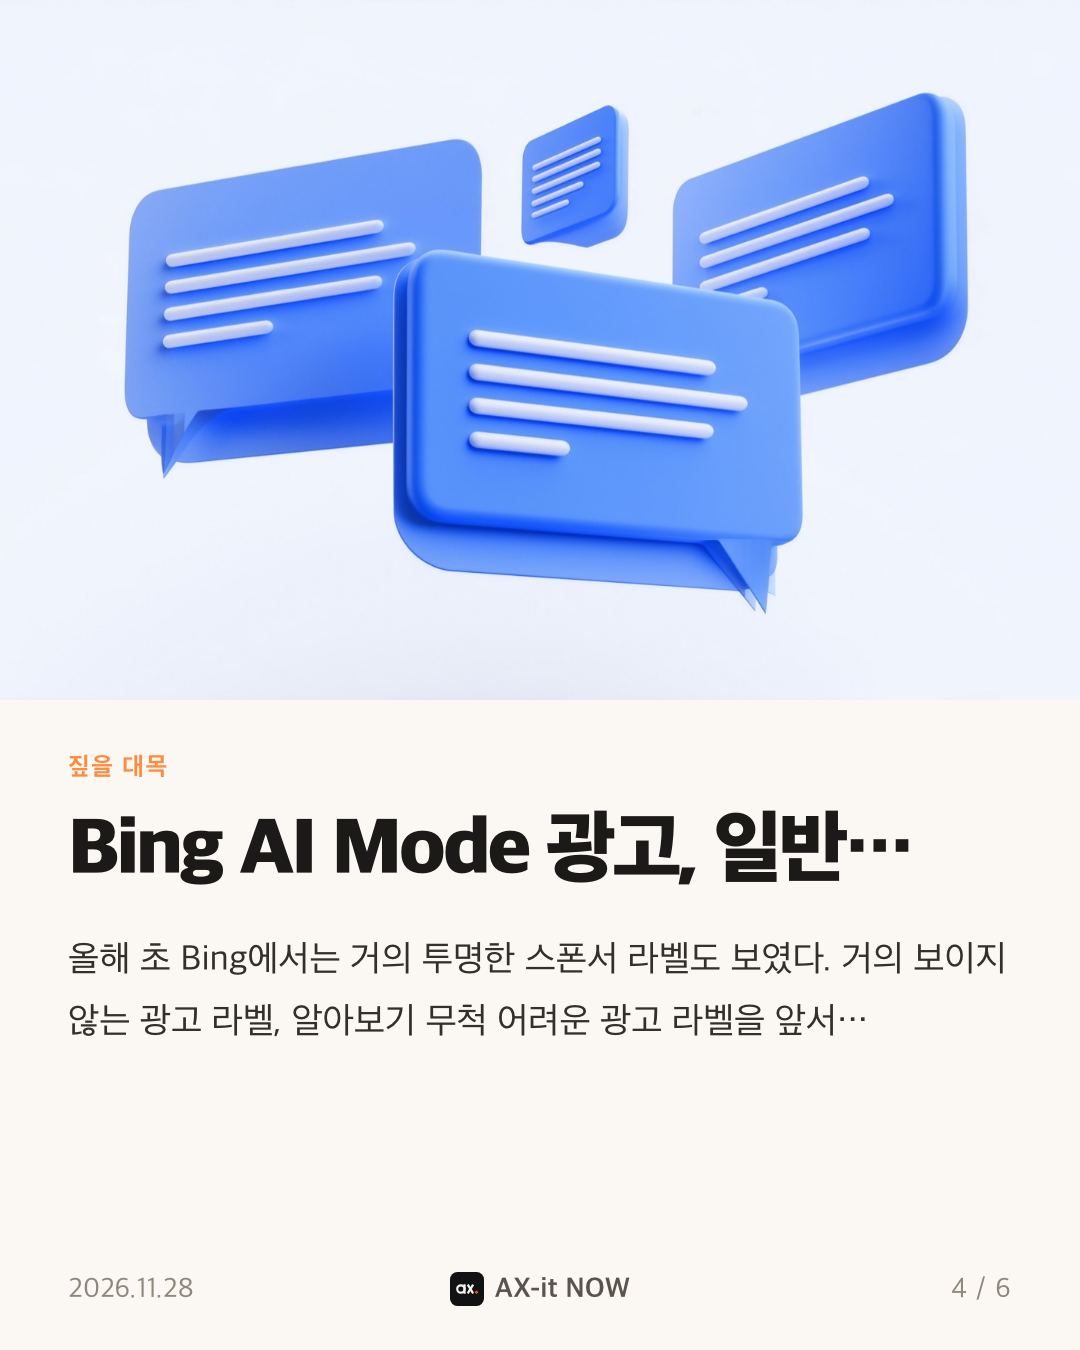 짚을 대목
Bing AI Mode 광고, 일반…
올해 초 Bing에서는 거의 투명한 스폰서 라벨도 보였다. 거의 보이지
않는 광고 라벨, 알아보기 무척 어려운 광고 라벨을 앞서…
2026.11.28
ax. AX-it NOW
4 / 6